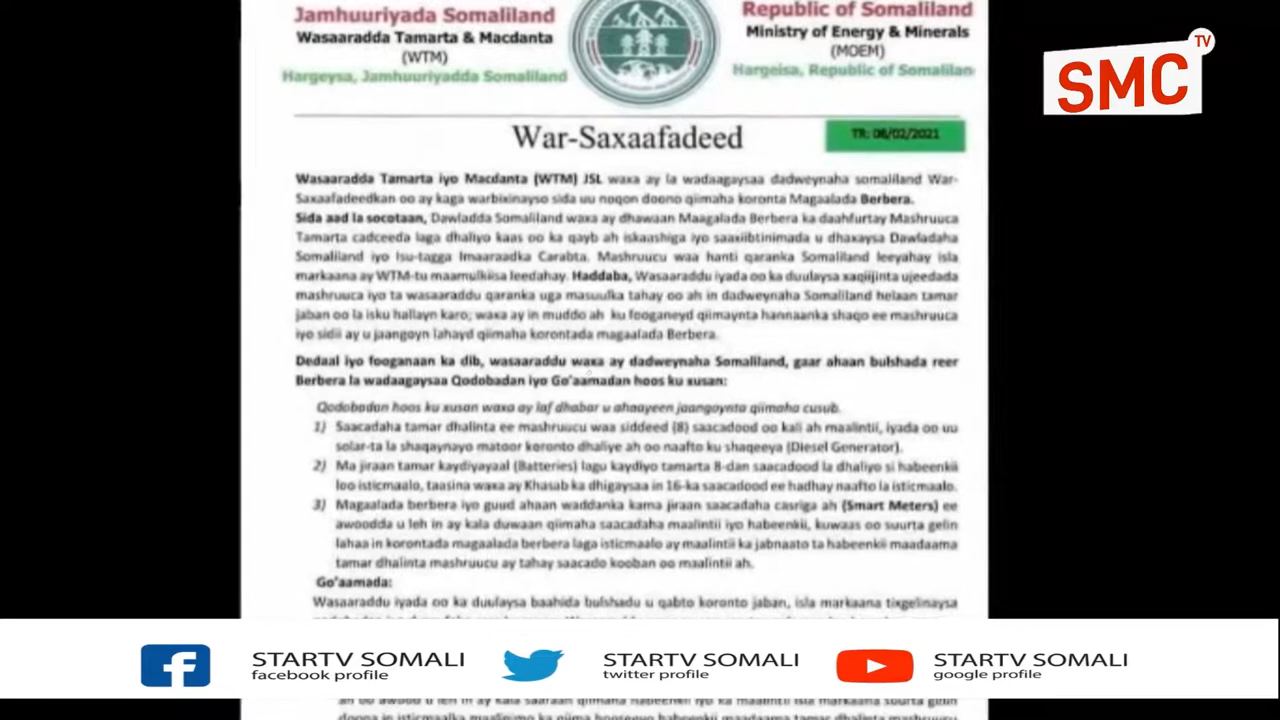 Jamhuuriyada Somaliland
Wasaaradda Tamarta & Macdanta
(WTM)
Hargeysa, Jamhuuriyadda Somaliland
Republic of Somaliland
Ministry of Energy & Minerals
(MOEM)
Hargeisa, Republic of Somalilan
SMC
TV
War-Saxaafadeed
TR: 08/02/2021
Wasaaradda Tamarta iyo Macdanta (WTM) JSL waxa ay la wadaagaysaa dadweynaha somaliland War-
Saxaafadeedkan oo ay kaga warbixinayso sida uu noqon doono qiimaha koronta Magaalada Berbera.
Sida aad la socotaan, Dawladda Somaliland waxa ay dhawaan Maagalada Berbera ka daahfurtay Mashruuca
Tamarta cadceeda laga dhaliyo kaas oo ka qayb ah iskaashiga iyo saaxiibtinimada u dhaxaysa Dawladaha
Somaliland iyo Isu-tagga Imaaraadka Carabta. Mashrucu waa hanti qaranka Somaliland leeyahay isla
markaana ay WTM-tu maamulkiisa leedahay. Haddaba, Wasaaraddu iyada oo ka duulaysa xaqiijinta ujeedada
mashruuca iyo ta wasaaraddu qaranka uga masuulka tahay oo ah in dadweynaha Somaliland helaan tamar
jaban oo la isku hallayn karo; waxa ay in muddo ah ku fooganeyd qiimaynta hannaanka shaqo ee mashruuca
iyo sidii ay u jaangoyn lahayd qiimaha korontada magaalada Berbera.
Dedaal iyo fooganaan ka dib, wasaaraddu waxa ay dadweynaha Somaliland, gaar ahaan bulshada reer
Berbera la wadaagaysaa Qodobadan iyo Go'aamadan hoos ku xusan:
Qodobadan hoos ku xusan waxa ay laf dhabar u ahaayeen jaangoynta qiimaha cusub.
1) Saacadaha tamar dhalinta ee mashruucu waa siddeed (8) saacadood oo kali ah maalintii, iyada oo uu
solar-ta la shaqaynayo matoor koronto dhaliye ah oo naafto ku shaqeeya (Diesel Generator).
2) Ma jiraan tamar kaydiyayaal (Batteries) lagu kaydiyo tamarta 8-dan saacadood la dhaliyo si habeenkii
loo isticmaalo, taasina waxa ay Khasab ka dhigaysaa in 16-ka saacadood ee hadhay naafto la isticmaalo.
3) Magaalada berbera iyo guud ahaan waddanka kama jiraan saacadaha casriga ah (Smart Meters) ee
awoodda u leh in ay kala duwaan qiimaha saacadaha maalintii iyo habeenkii, kuwaas oo suurta gelin
lahaa in korontada magaalada berbera laga isticmaalo ay maalintii ka jabnaato ta habeenkii maadaama
tamar dhalinta mashruucu ay tahay saacado kooban oo maalintii ah.
Go'aamada:
Wasaaraddu iyada oo ka duulaysa baahida bulshadu u qabto koronto jaban, isla markaana tixgelinaysa
STARTV SOMALI
facebook profile
STARTV SOMALI
twitter profile
STARTV SOMALI
google profile